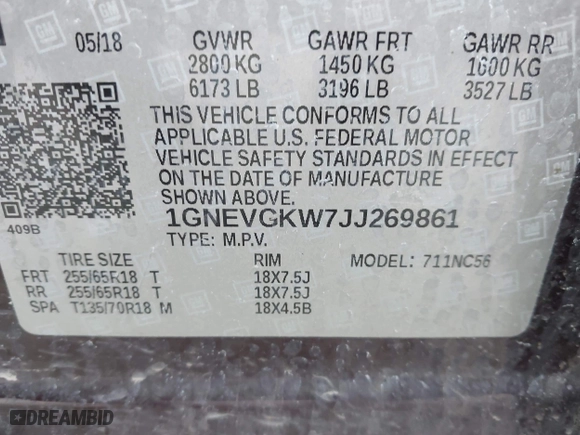 05/18 GVWR GAWR FRT GAWR RR
2800 KG 1450 KG 1600 KG
6173 LB 3196 LB 3527 LB
THIS VEHICLE CONFORMS TO ALL
APPLICABLE U.S. FEDERAL MOTOR
VEHICLE SAFETY STANDARDS IN EFFECT
ON THE DATE OF MANUFACTURE
SHOWN ABOVE.
1GNEVGKW7JJ269861
409B
TYPE: M.P.V.
TIRE SIZE RIM MODEL: 711NC56
FRT 255/65R18 T 18X7.5J
RR 255/65R18 T 18X7.5J
SPA T135/70R18 M 18X4.5B
GM
DREAMBID